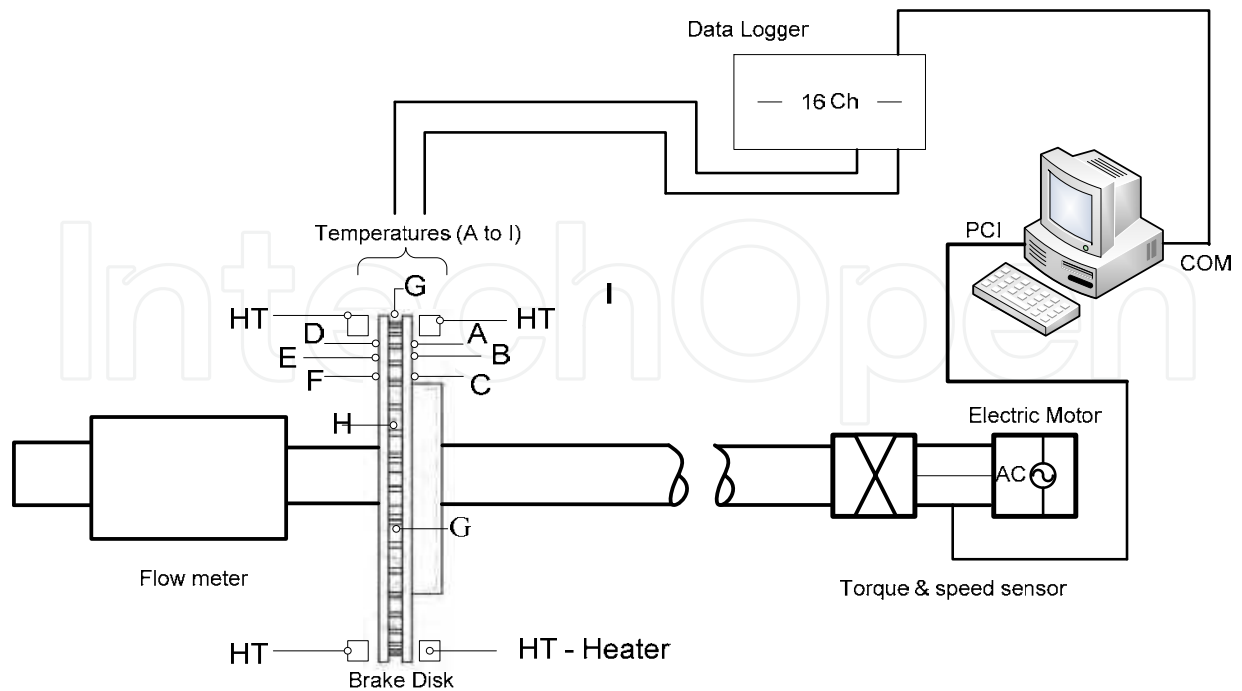 Data Logger
16 Ch
Temperatures (A to I)
PCI
COM
G
I
HT
HT
D
A
E
B
F
C
H
Electric Motor
AC
G
Flow meter
Torque & speed sensor
HT
HT - Heater
Brake Disk
IntechOpen